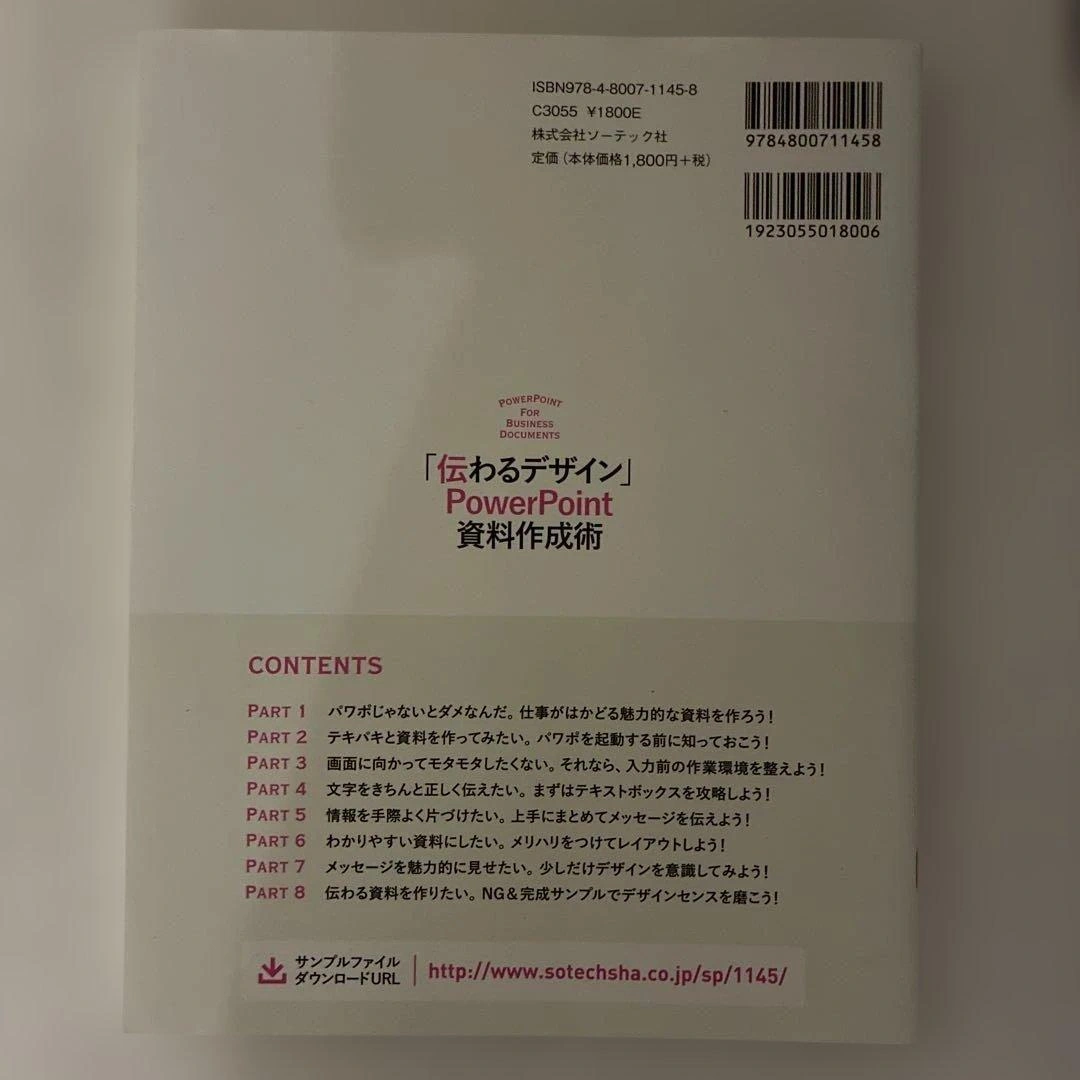 ISBN978-4-8007-1145-8
C3055 ¥1800E
株式会社ソーテック社
定価（本体価格1,800円＋税）
9784800711458
1923055018006
POWERPOINT
FOR
BUSINESS
DOCUMENTS
「伝わるデザイン」
PowerPoint
資料作成術
CONTENTS
PART 1 パワポじゃないとダメなんだ。仕事がはかどる魅力的な資料を作ろう！
PART 2 テキパキと資料を作ってみたい。パワポを起動する前に知っておこう！
PART 3 画面に向かってモタモタしたくない。それなら、入力前の作業環境を整えよう！
PART 4 文字をきちんと正しく伝えたい。まずはテキストボックスを攻略しよう！
PART 5 情報を手際よく片づけたい。上手にまとめてメッセージを伝えよう！
PART 6 わかりやすい資料にしたい。メリハリをつけてレイアウトしよう！
PART 7 メッセージを魅力的に見せたい。少しだけデザインを意識してみよう！
PART 8 伝わる資料を作りたい。NG＆完成サンプルでデザインセンスを磨こう！
サンプルファイル
ダウンロードURL
http://www.sotechsha.co.jp/sp/1145/